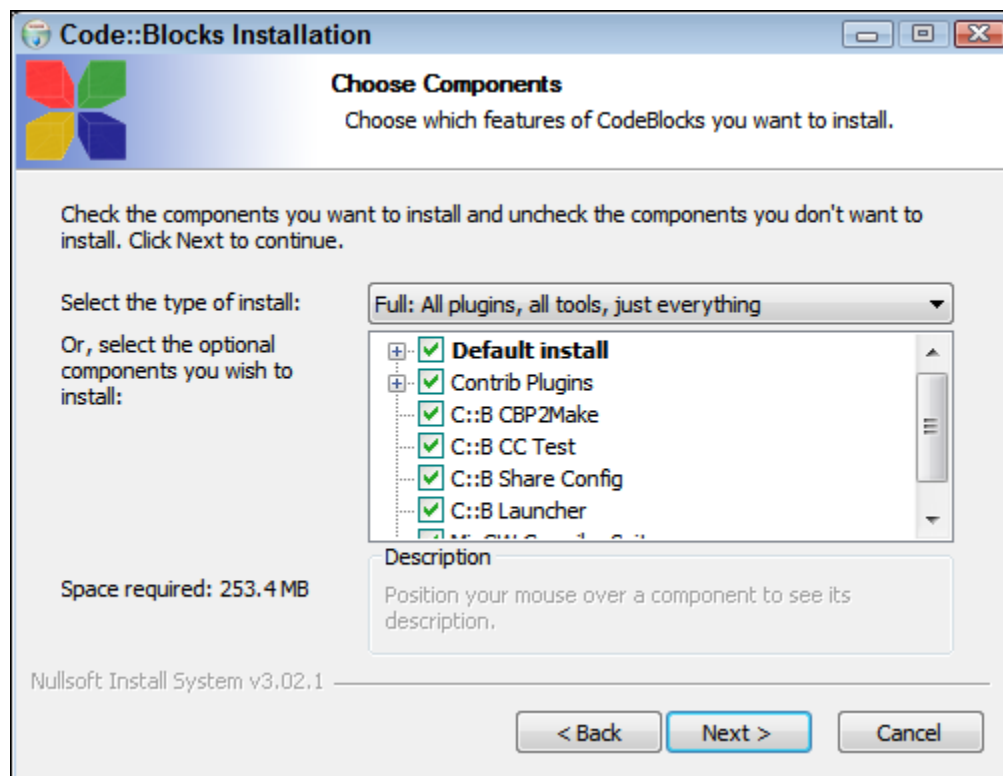 Code::Blocks Installation
Choose Components
Choose which features of CodeBlocks you want to install.
Check the components you want to install and uncheck the components you don't want to
install. Click Next to continue.
Select the type of install:
Full: All plugins, all tools, just everything
Or, select the optional
components you wish to
install:
Default install
Contrib Plugins
C::B CBP2Make
C::B CC Test
C::B Share Config
C::B Launcher
Description
Space required: 253.4 MB
Position your mouse over a component to see its
description.
Nullsoft Install System v3.02.1
< Back
Next >
Cancel